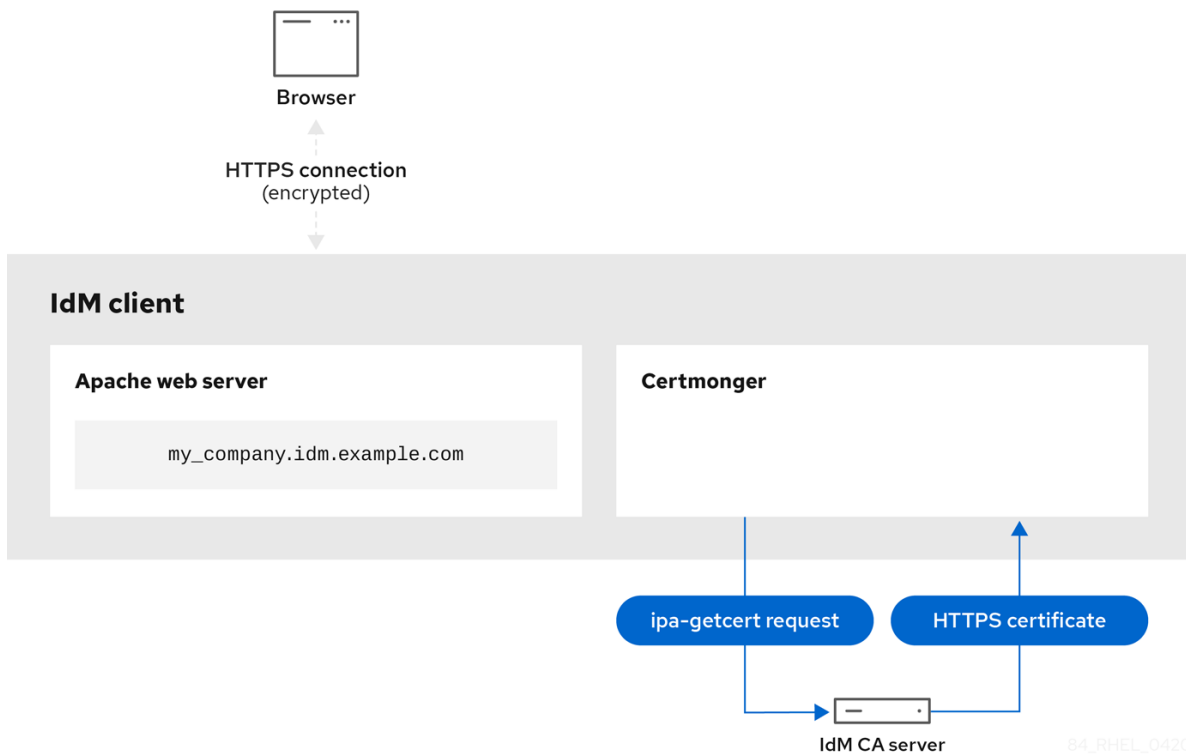 Browser
HTTPS connection
(encrypted)
IdM client
Apache web server
my_company.idm.example.com
Certmonger
ipa-getcert request
HTTPS certificate
IdM CA server
84_RHEL_0420